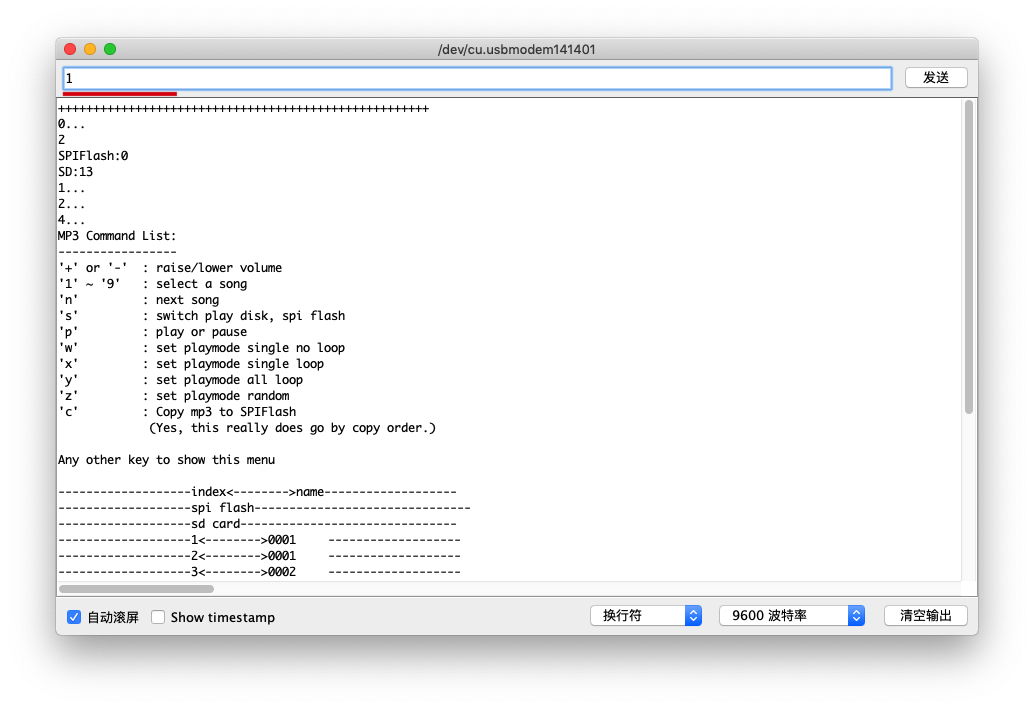 /dev/cu.usbmodem141401
1 发送
+++++++++++++++++++++++++++++++++++++++++++++++++++++
0...
2
SPIFlash:0
SD:13
1...
2...
4...
MP3 Command List:
-----------------
'+' or '-'  : raise/lower volume
'1' ~ '9'   : select a song
'n'         : next song
's'         : switch play disk, spi flash
'p'         : play or pause
'w'         : set playmode single no loop
'x'         : set playmode single loop
'y'         : set playmode all loop
'z'         : set playmode random
'c'         : Copy mp3 to SPIFlash
             (Yes, this really does go by copy order.)
Any other key to show this menu
-------------------index<-------->name-------------------
-------------------spi flash-------------------------------
-------------------sd card-------------------------------
-------------------1<-------->0001    -------------------
-------------------2<-------->0001    -------------------
-------------------3<-------->0002    -------------------
自动滚屏 Show timestamp 换行符 9600 波特率 清空输出